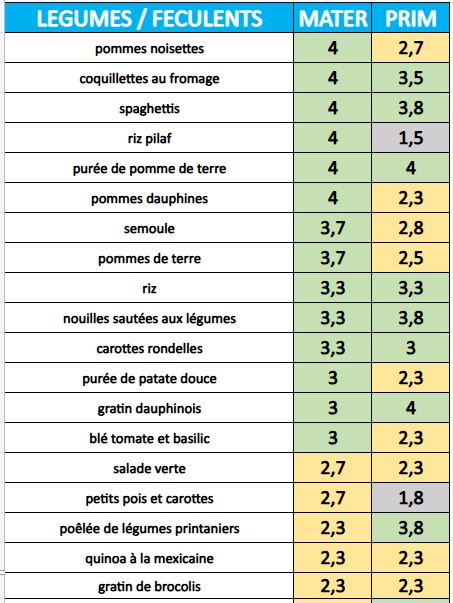 LEGUMES / FECULENTS MATER PRIM
pommes noisettes 4 2,7
coquillettes au fromage 4 3,5
spaghettis 4 3,8
riz pilaf 4 1,5
purée de pomme de terre 4 4
pommes dauphines 4 2,3
semoule 3,7 2,8
pommes de terre 3,7 2,5
riz 3,3 3,3
nouilles sautées aux légumes 3,3 3,8
carottes rondelles 3,3 3
purée de patate douce 3 2,3
gratin dauphinois 3 4
blé tomate et basilic 3 2,3
salade verte 2,7 2,3
petits pois et carottes 2,7 1,8
poêlée de légumes printaniers 2,3 3,8
quinoa à la mexicaine 2,3 2,3
gratin de brocolis 2,3 2,3